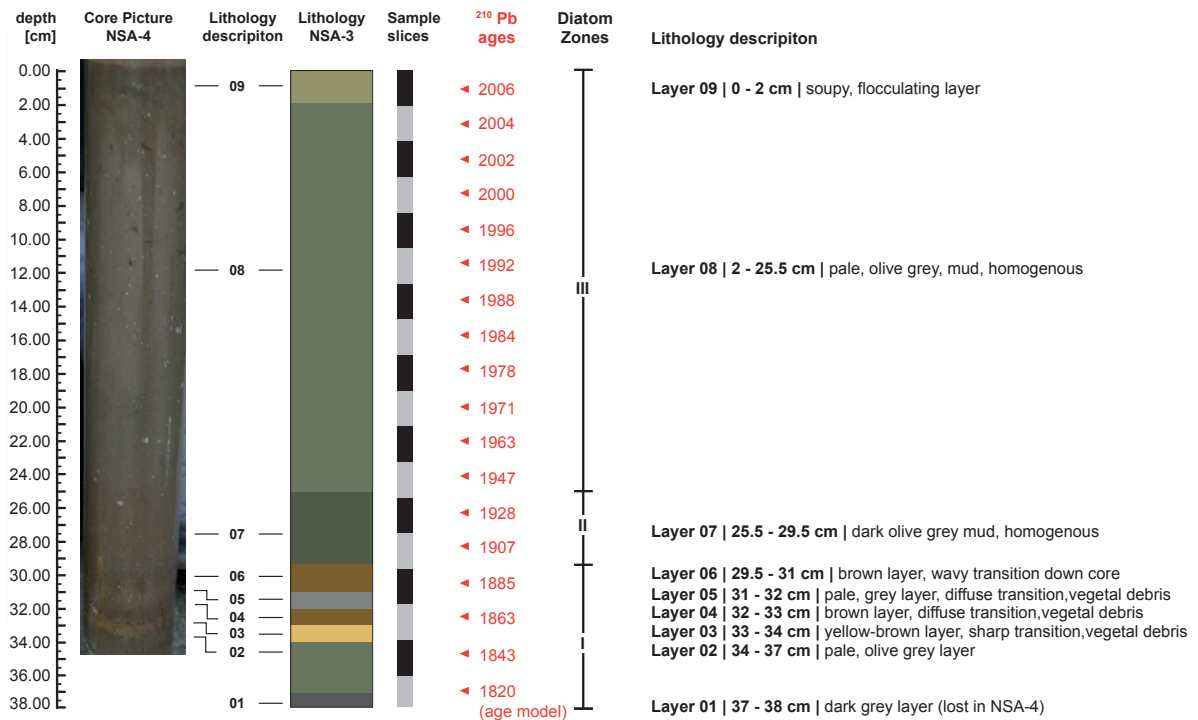 depth
[cm]
Core Picture
NSA-4
Lithology
descripiton
Lithology
NSA-3
Sample
slices
210 Pb
ages
Diatom
Zones
Lithology descripiton
0.00
2.00
4.00
6.00
8.00
10.00
12.00
14.00
16.00
18.00
20.00
22.00
24.00
26.00
28.00
30.00
32.00
34.00
36.00
38.00
09
08
07
06
05
04
03
02
01
2006
2004
2002
2000
1996
1992
1988
1984
1978
1971
1963
1947
1928
1907
1885
1863
1843
1820
(age model)
III
II
I
Layer 09 | 0 - 2 cm | soupy, flocculating layer
Layer 08 | 2 - 25.5 cm | pale, olive grey, mud, homogenous
Layer 07 | 25.5 - 29.5 cm | dark olive grey mud, homogenous
Layer 06 | 29.5 - 31 cm | brown layer, wavy transition down core
Layer 05 | 31 - 32 cm | pale, grey layer, diffuse transition,vegetal debris
Layer 04 | 32 - 33 cm | brown layer, diffuse transition,vegetal debris
Layer 03 | 33 - 34 cm | yellow-brown layer, sharp transition,vegetal debris
Layer 02 | 34 - 37 cm | pale, olive grey layer
Layer 01 | 37 - 38 cm | dark grey layer (lost in NSA-4)